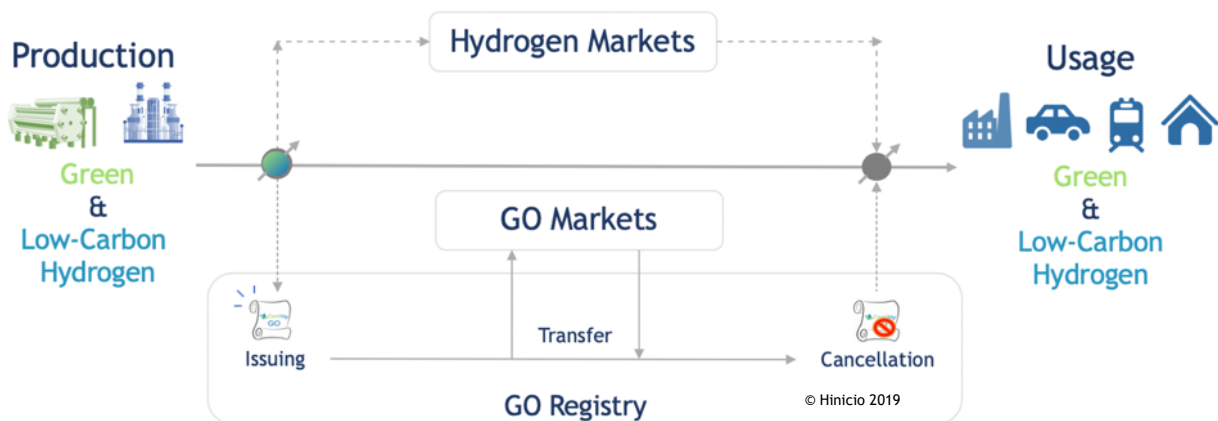 Production
Green
&
Low-Carbon
Hydrogen
Hydrogen Markets
GO Markets
GO
Issuing
Transfer
Cancellation
GO Registry
© Hinicio 2019
Usage
Green
&
Low-Carbon
Hydrogen